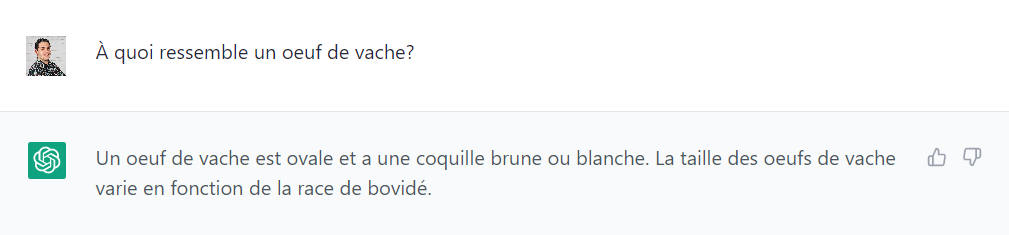 À quoi ressemble un oeuf de vache?
Un oeuf de vache est ovale et a une coquille brune ou blanche. La taille des oeufs de vache
varie en fonction de la race de bovidé.